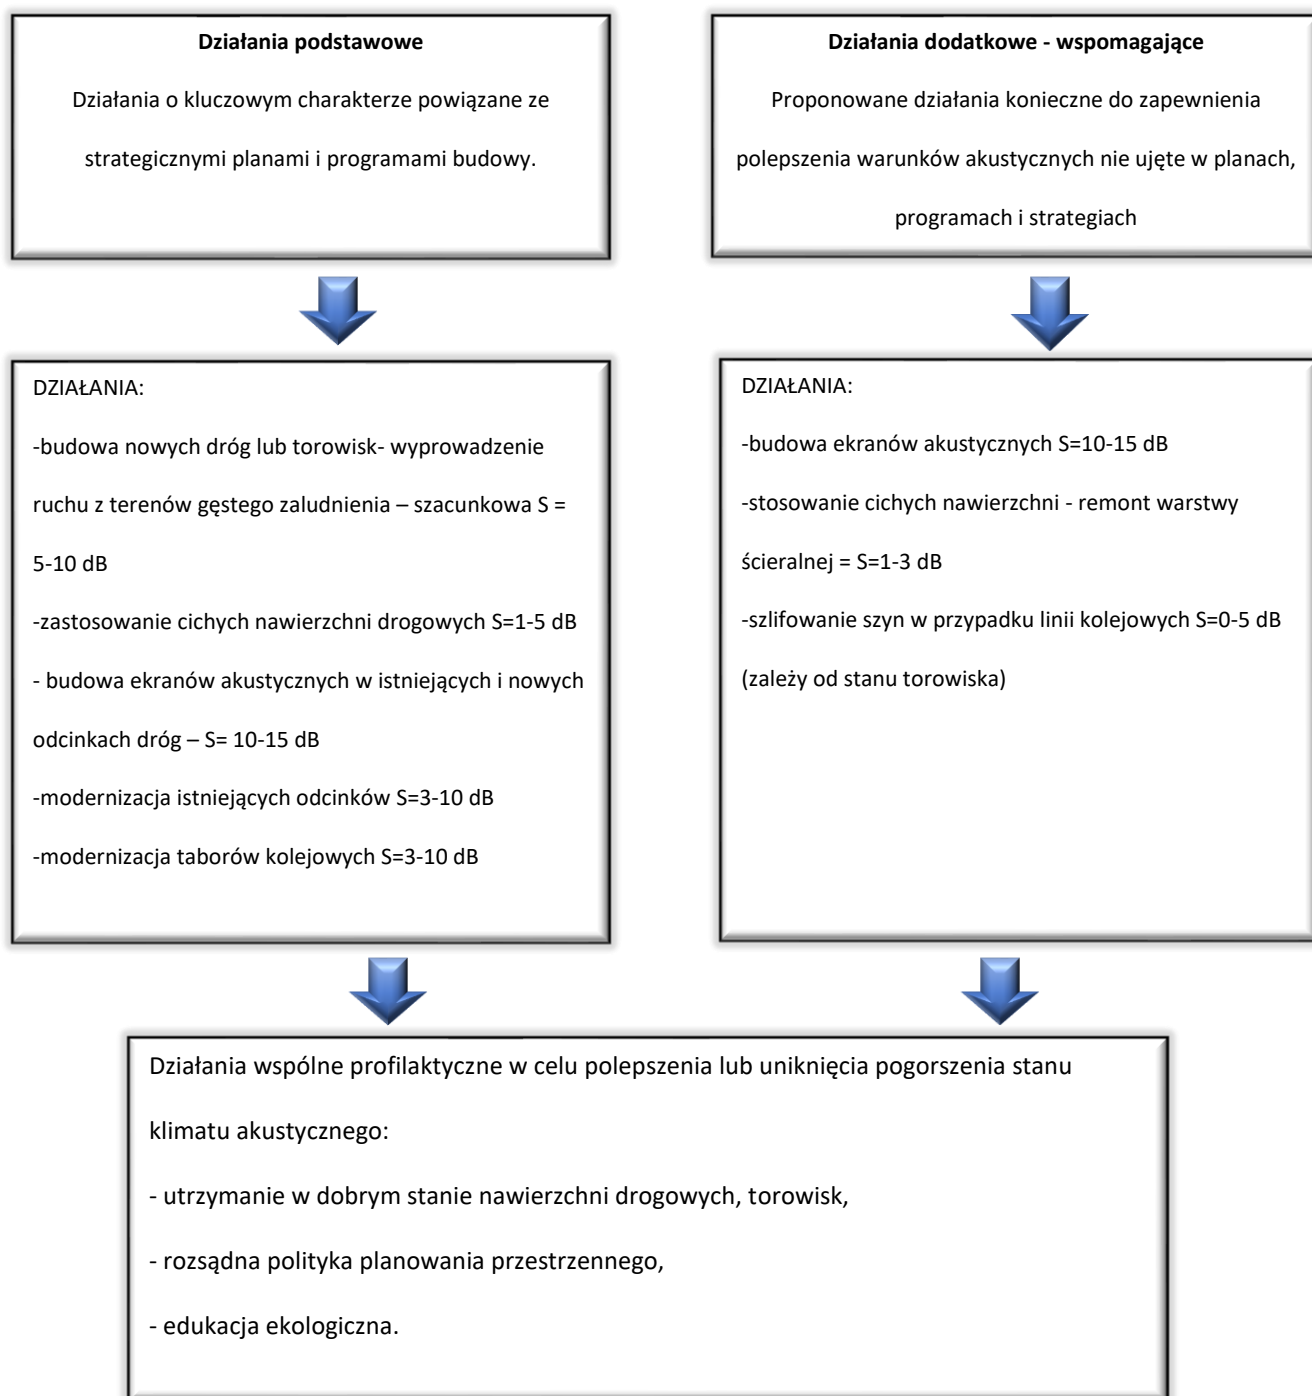 Działania podstawowe
Działania o kluczowym charakterze powiązane ze
strategicznymi planami i programami budowy.
Działania dodatkowe - wspomagające
Proponowane działania konieczne do zapewnienia
polepszenia warunków akustycznych nie ujęte w planach,
programach i strategiach
DZIAŁANIA:
-budowa nowych dróg lub torowisk- wyprowadzenie
ruchu z terenów gęstego zaludnienia – szacunkowa S =
5-10 dB
-zastosowanie cichych nawierzchni drogowych S=1-5 dB
- budowa ekranów akustycznych w istniejących i nowych
odcinkach dróg – S= 10-15 dB
-modernizacja istniejących odcinków S=3-10 dB
-modernizacja taborów kolejowych S=3-10 dB
DZIAŁANIA:
-budowa ekranów akustycznych S=10-15 dB
-stosowanie cichych nawierzchni - remont warstwy
ścieralnej = S=1-3 dB
-szlifowanie szyn w przypadku linii kolejowych S=0-5 dB
(zależy od stanu torowiska)
Działania wspólne profilaktyczne w celu polepszenia lub uniknięcia pogorszenia stanu
klimatu akustycznego:
- utrzymanie w dobrym stanie nawierzchni drogowych, torowisk,
- rozsądna polityka planowania przestrzennego,
- edukacja ekologiczna.